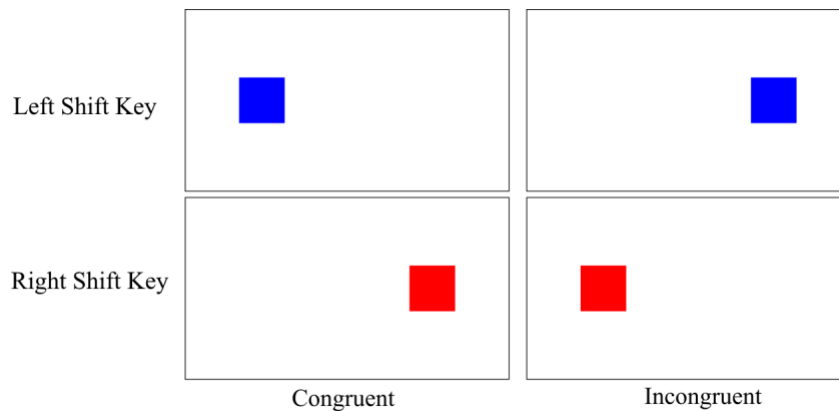 Left Shift Key
Right Shift Key
Congruent
Incongruent